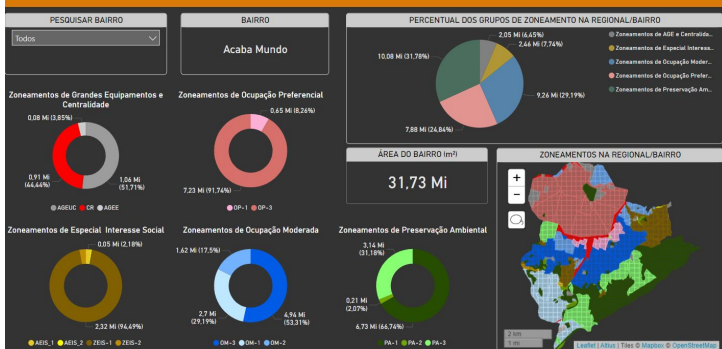 PESQUISAR BAIRRO
Todos
BAIRRO
Acaba Mundo
PERCENTUAL DOS GRUPOS DE ZONEAMENTO NA REGIONAL/BAIRRO
2,05 Mi (6,45%)
2,46 Mi (7,74%)
9,26 Mi (29,19%)
7,88 Mi (24,84%)
10,08 Mi (31,78%)
Zoneamentos de AGE e Centralida...
Zoneamentos de Especial Interess...
Zoneamentos de Ocupação Moder...
Zoneamentos de Ocupação Prefer...
Zoneamentos de Preservação Am...
Zoneamentos de Grandes Equipamentos e
Centralidade
0,08 Mi (3,85%)
0,91 Mi
(44,44%)
1,06 Mi
(51,71%)
AGEUC CR AGEE
Zoneamentos de Ocupação Preferencial
0,65 Mi (8,26%)
7,23 Mi (91,74%)
OP-1 OP-3
ÁREA DO BAIRRO (m²)
31,73 Mi
ZONEAMENTOS NA REGIONAL/BAIRRO
+
−
2 km
1 mi
Leaflet | Altius | Tiles © Mapbox © OpenStreetMap
Zoneamentos de Especial Interesse Social
0,05 Mi (2,18%)
2,32 Mi (94,49%)
AEIS_1 AEIS_2 ZEIS-1 ZEIS-2
Zoneamentos de Ocupação Moderada
1,62 Mi (17,5%)
2,7 Mi
(29,19%)
4,94 Mi
(53,31%)
OM-3 OM-1 OM-2
Zoneamentos de Preservação Ambiental
3,14 Mi
(31,18%)
0,21 Mi
(2,07%)
6,73 Mi (66,74%)
PA-1 PA-2 PA-3